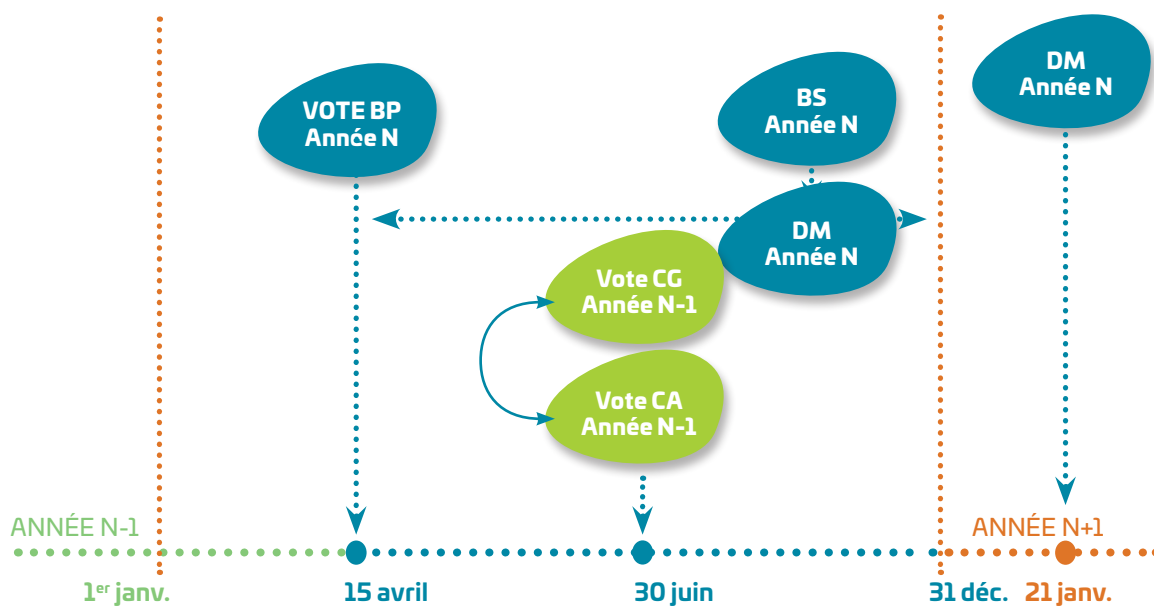 DM
Année N
VOTE BP
Année N
BS
Année N
DM
Année N
Vote CG
Année N-1
Vote CA
Année N-1
ANNÉE N-1
ANNÉE N+1
1er janv.
15 avril
30 juin
31 déc.
21 janv.